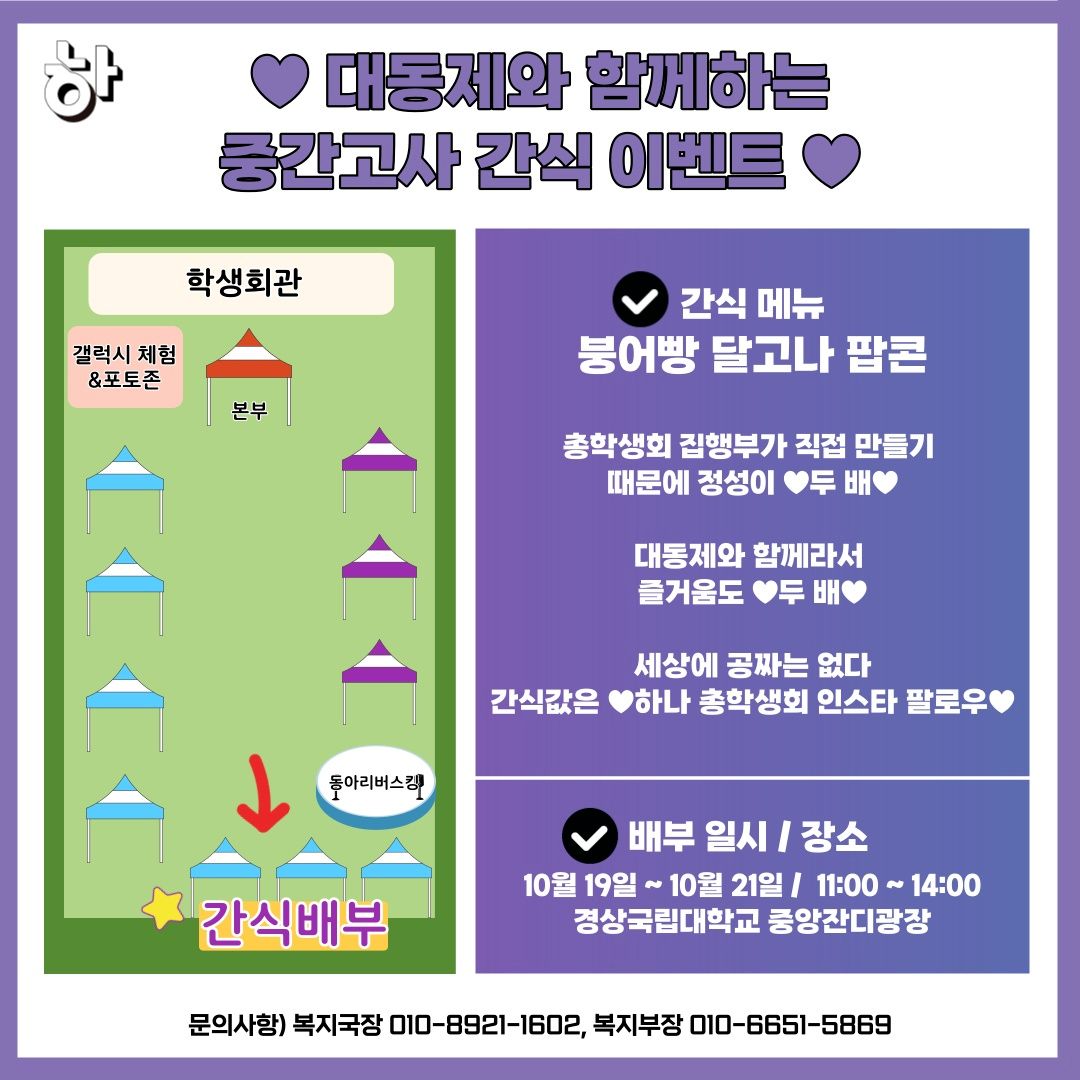 하
♥ 대동제와 함께하는
중간고사 간식 이벤트 ♥
학생회관
갤럭시 체험
&포토존
본부
동아리버스킹
간식배부
간식 메뉴
붕어빵 달고나 팝콘
총학생회 집행부가 직접 만들기
때문에 정성이 ♥두 배♥
대동제와 함께라서
즐거움도 ♥두 배♥
세상에 공짜는 없다
간식값은 ♥하나 총학생회 인스타 팔로우♥
배부 일시 / 장소
10월 19일 ~ 10월 21일 / 11:00 ~ 14:00
경상국립대학교 중앙잔디광장
문의사항) 복지국장 010-8921-1602, 복지부장 010-6651-5869